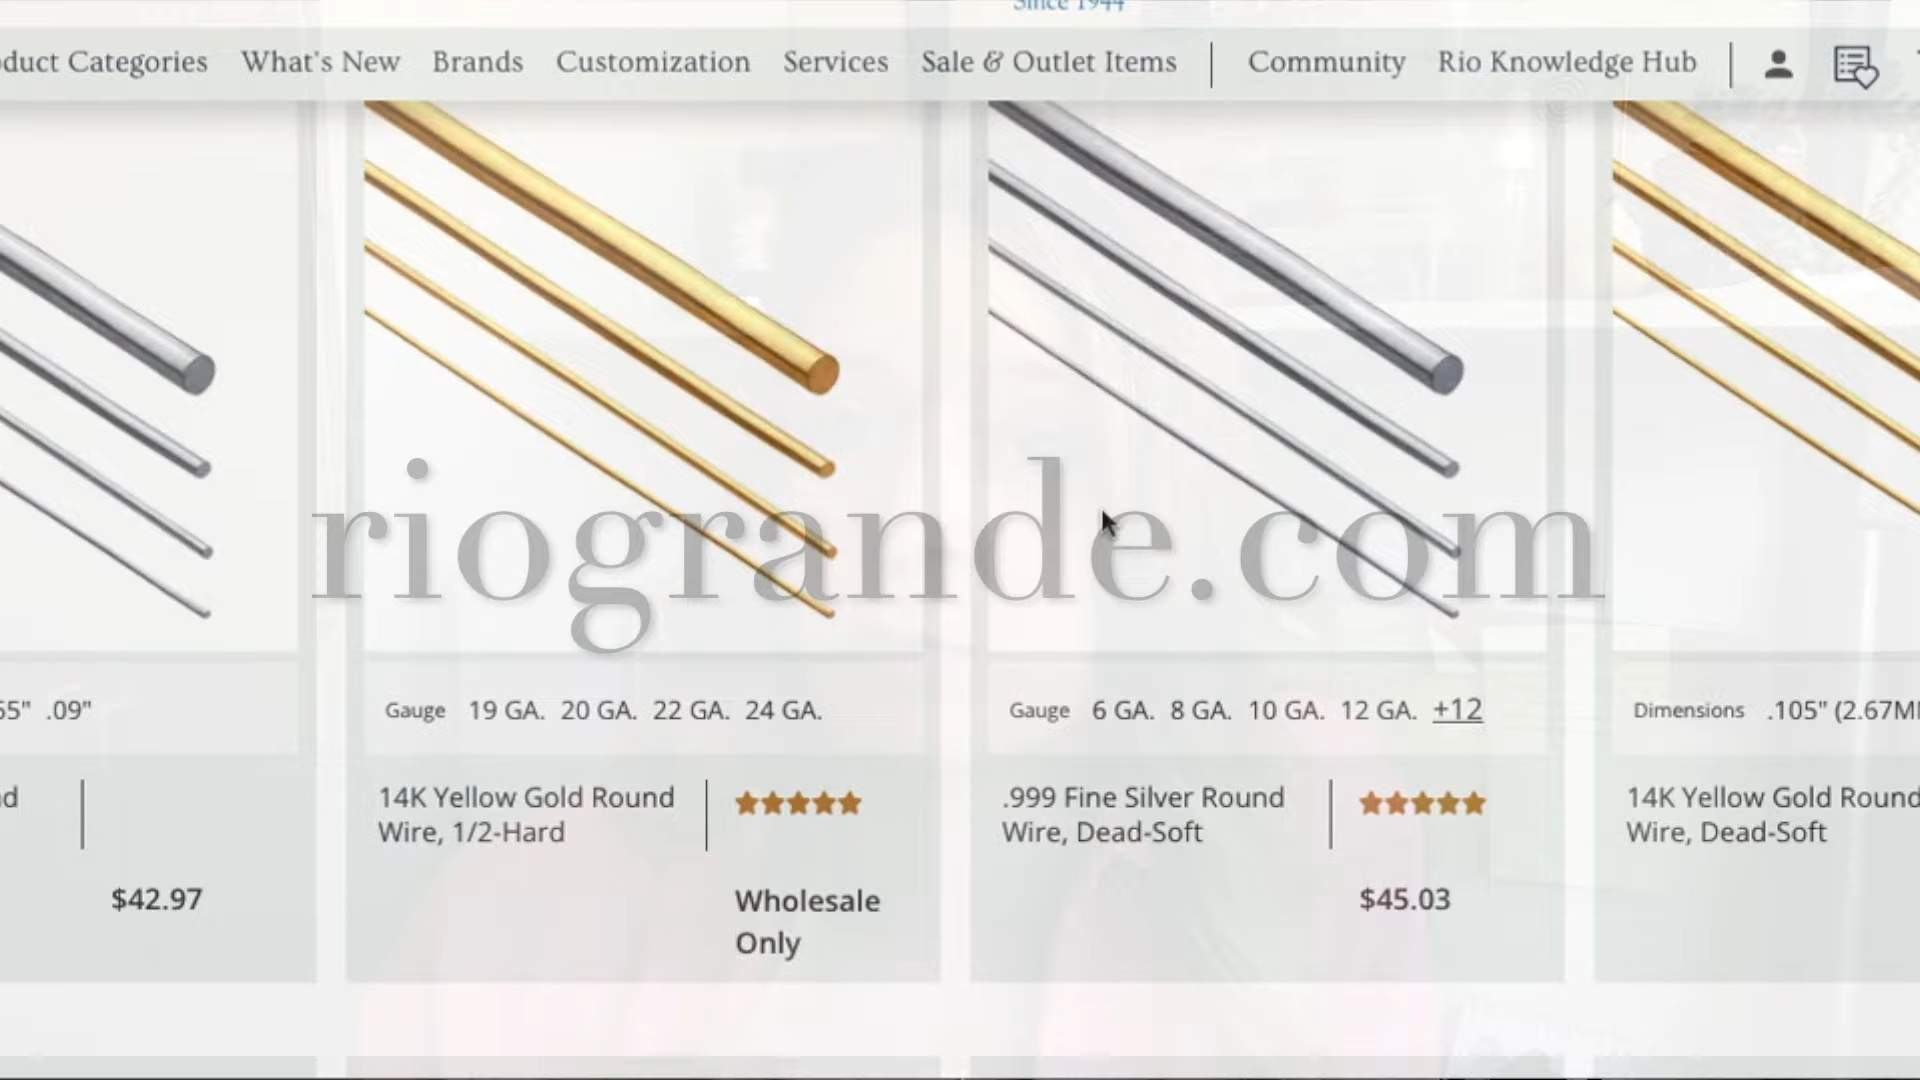 Since 1944
duct Categories What's New Brands Customization Services Sale & Outlet Items Community Rio Knowledge Hub
riogrande.com
.09"
Gauge 19 GA. 20 GA. 22 GA. 24 GA.
Gauge 6 GA. 8 GA. 10 GA. 12 GA. +12
Dimensions .105" (2.67M
14K Yellow Gold Round
Wire, 1/2-Hard
.999 Fine Silver Round
Wire, Dead-Soft
14K Yellow Gold Round
Wire, Dead-Soft
$42.97
Wholesale
Only
$45.03